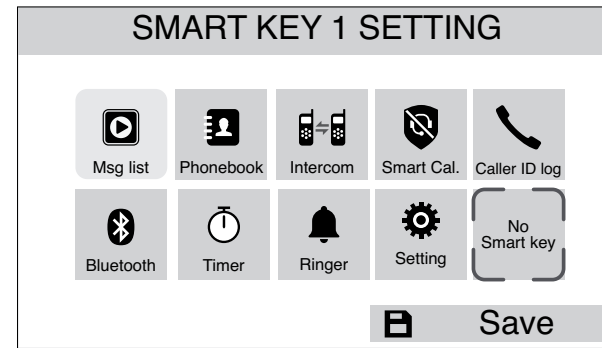 SMART KEY 1 SETTING
Msg list
Phonebook
Intercom
Smart Cal.
Caller ID log
Bluetooth
Timer
Ringer
Setting
No
Smart key
Save